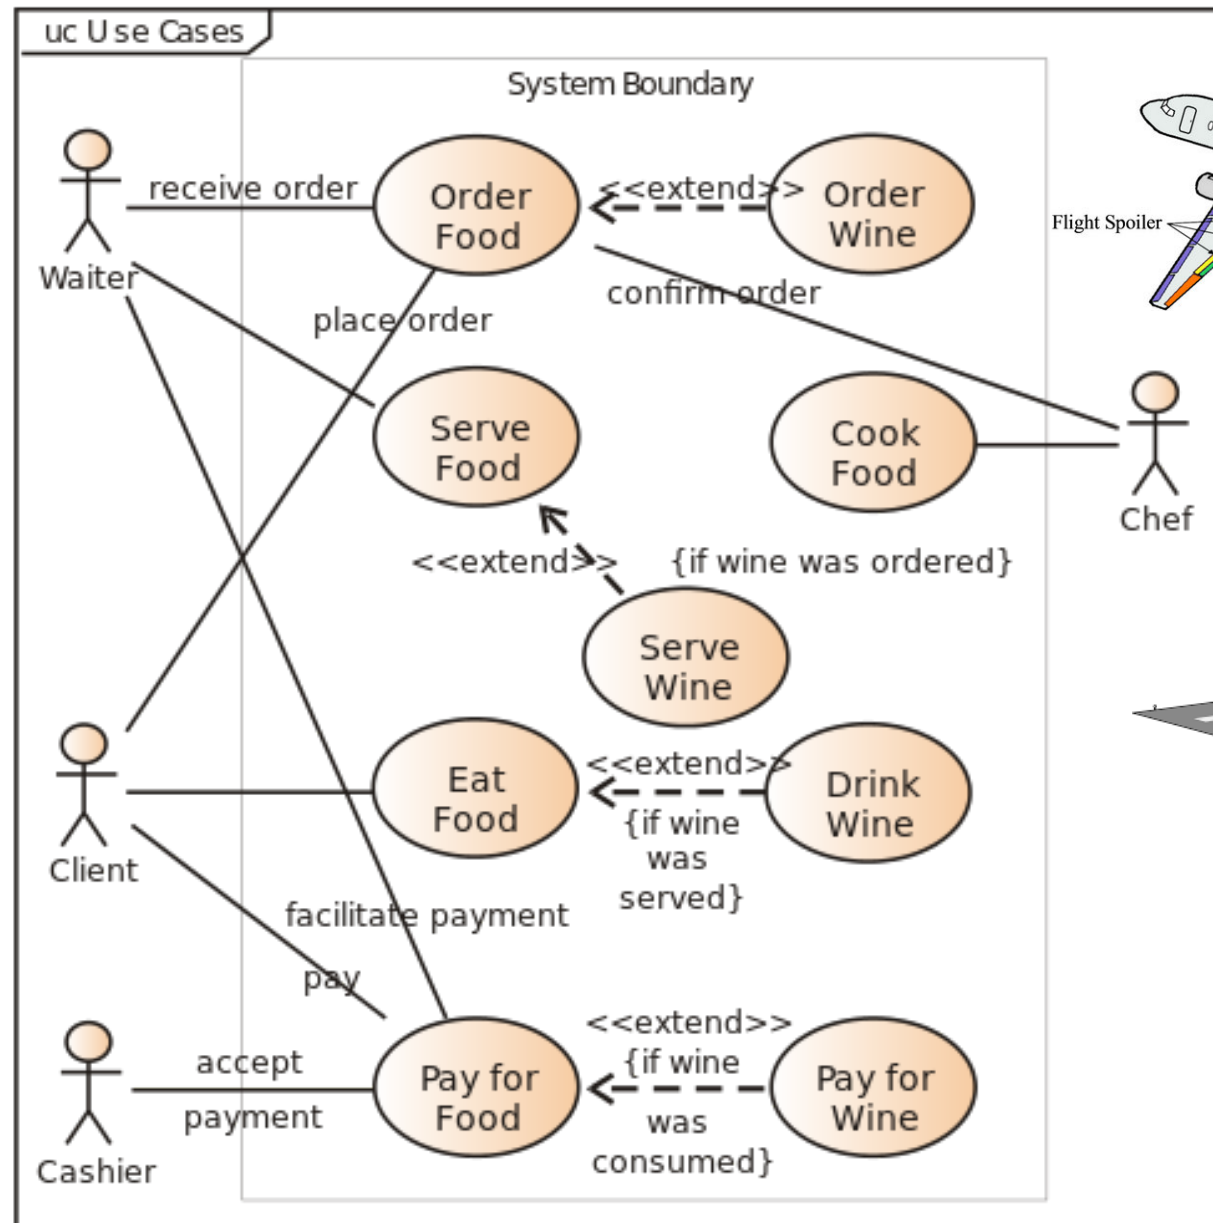 uc Use Cases
System Boundary
receive order
Order
Food
<<extend>>
Order
Wine
Waiter
Flight Spoiler
place order
confirm order
Serve
Food
Cook
Food
Chef
<<extend>>
{if wine was ordered}
Serve
Wine
Client
Eat
Food
<<extend>>
{if wine
was
served}
Drink
Wine
facilitate payment
pay
Cashier
accept
payment
Pay for
Food
<<extend>>
{if wine
was
consumed}
Pay for
Wine